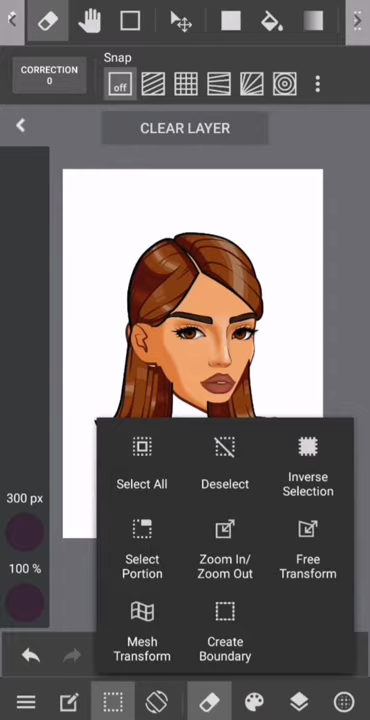 Snap
CORRECTION
0
off
CLEAR LAYER
Select All
Deselect
Inverse
Selection
300 px
Select
Portion
Zoom In/
Zoom Out
Free
Transform
100 %
Mesh
Transform
Create
Boundary